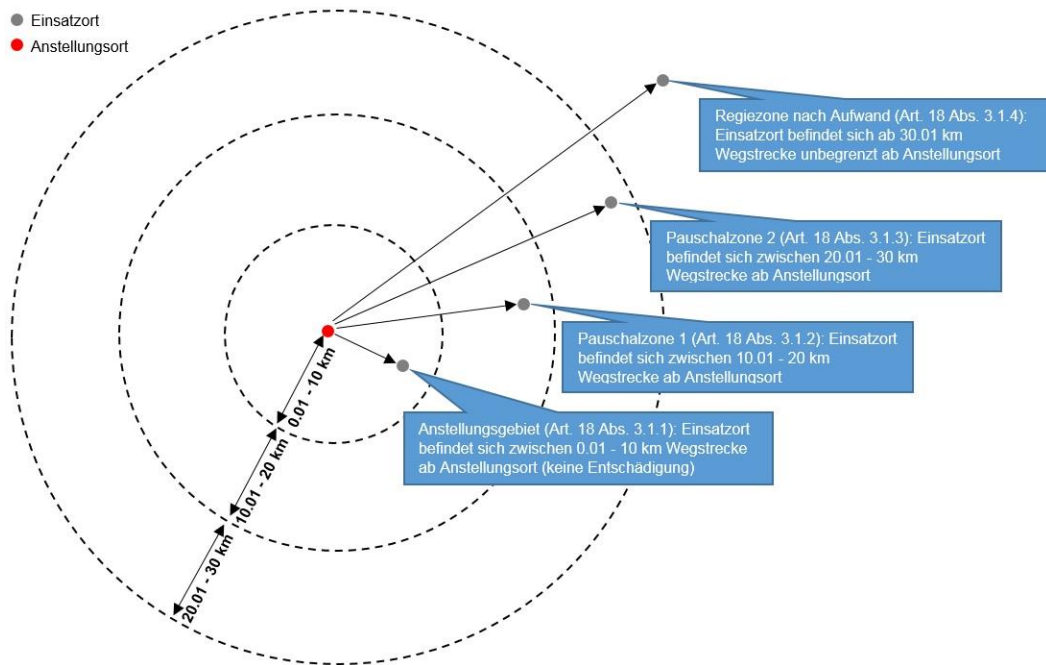 Einsatzort
Anstellungsort
Regiezone nach Aufwand (Art. 18 Abs. 3.1.4):
Einsatzort befindet sich ab 30.01 km
Wegstrecke unbegrenzt ab Anstellungsort
Pauschalzone 2 (Art. 18 Abs. 3.1.3): Einsatzort
befindet sich zwischen 20.01 - 30 km
Wegstrecke ab Anstellungsort
Pauschalzone 1 (Art. 18 Abs. 3.1.2): Einsatzort
befindet sich zwischen 10.01 - 20 km
Wegstrecke ab Anstellungsort
Anstellungsgebiet (Art. 18 Abs. 3.1.1): Einsatzort
befindet sich zwischen 0.01 - 10 km Wegstrecke
ab Anstellungsort (keine Entschädigung)
0.01 - 10 km
10.01 - 20 km
20.01 - 30 km